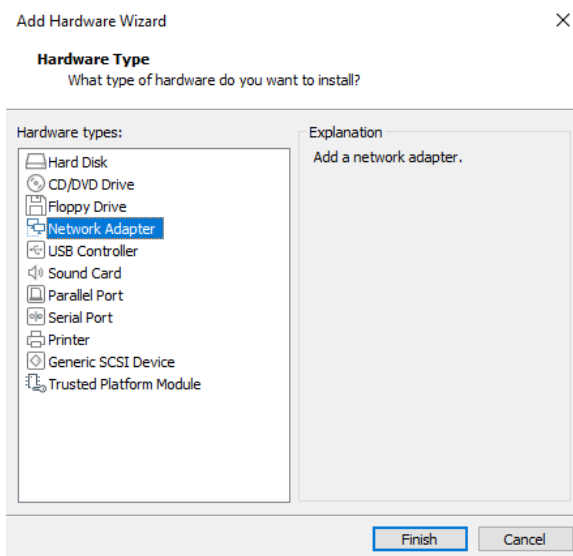 Add Hardware Wizard
Hardware Type
What type of hardware do you want to install?
Hardware types:
Hard Disk
CD/DVD Drive
Floppy Drive
Network Adapter
USB Controller
Sound Card
Parallel Port
Serial Port
Printer
Generic SCSI Device
Trusted Platform Module
Explanation
Add a network adapter.
Finish
Cancel